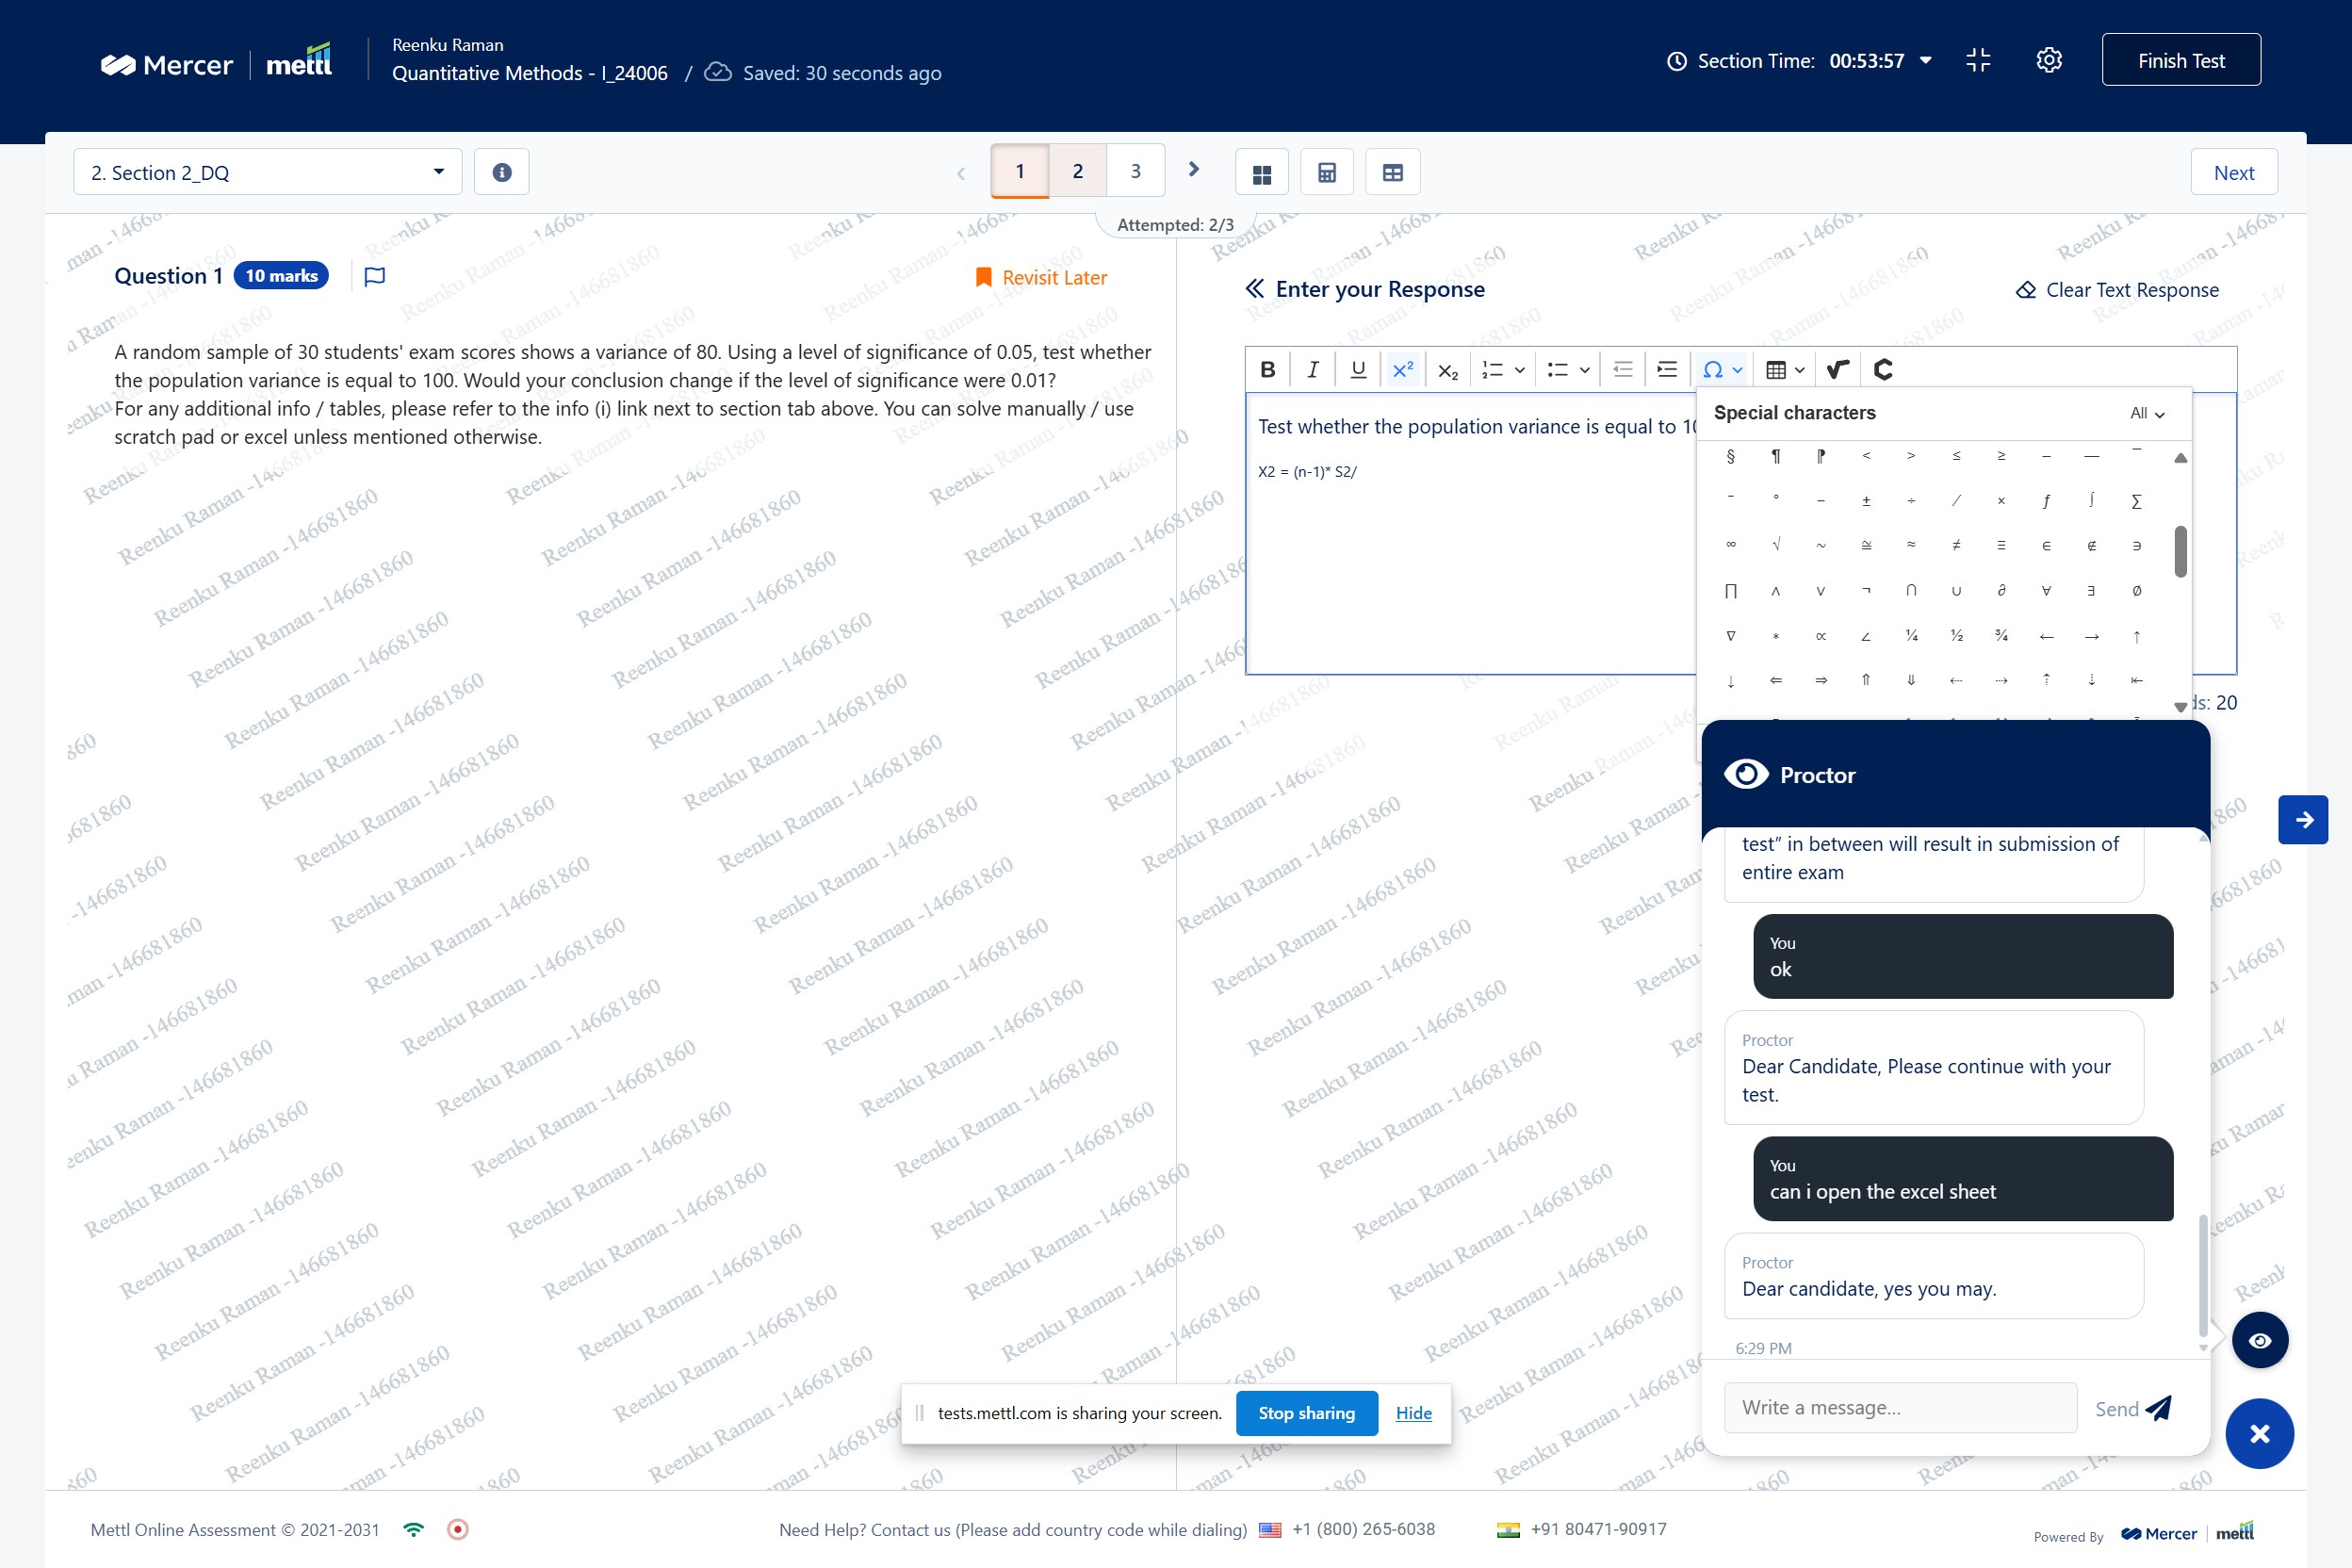 Mercer | mettl
Reenku Raman
Quantitative Methods - I_24006 / Saved: 30 seconds ago
Section Time: 00:53:57
Finish Test
2. Section 2_DQ
1 2 3
Next
Attempted: 2/3
Question 1 10 marks
Revisit Later
A random sample of 30 students' exam scores shows a variance of 80. Using a level of significance of 0.05, test whether
the population variance is equal to 100. Would your conclusion change if the level of significance were 0.01?
For any additional info / tables, please refer to the info (i) link next to section tab above. You can solve manually / use
scratch pad or excel unless mentioned otherwise.
Enter your Response
Clear Text Response
B I U x² x₂ Ω
Test whether the population variance is equal to 10
X2 = (n-1)* S2/
Special characters
All
§ ¶ ⁋ < > ≤ ≥ – — ¯
‾ ° − ± ÷ ⁄ × ƒ ∫ ∑
∞ √ ∼ ≅ ≈ ≠ ≡ ∈ ∉ ∋
∏ ∧ ∨ ¬ ∩ ∪ ∂ ∀ ∃ ∅
∇ ∗ ∝ ∠ ¼ ½ ¾ ← → ↑
↓ ⇐ ⇒ ⇑ ⇓ ⇠ ⇢ ⇡ ⇣ ⇤
ds: 20
Proctor
test” in between will result in submission of
entire exam
You
ok
Proctor
Dear Candidate, Please continue with your
test.
You
can i open the excel sheet
Proctor
Dear candidate, yes you may.
6:29 PM
Write a message...
Send
tests.mettl.com is sharing your screen.
Stop sharing
Hide
Mettl Online Assessment © 2021-2031
Need Help? Contact us (Please add country code while dialing) +1 (800) 265-6038 +91 80471-90917
Powered By Mercer | mettl
Reenku Raman -146681860